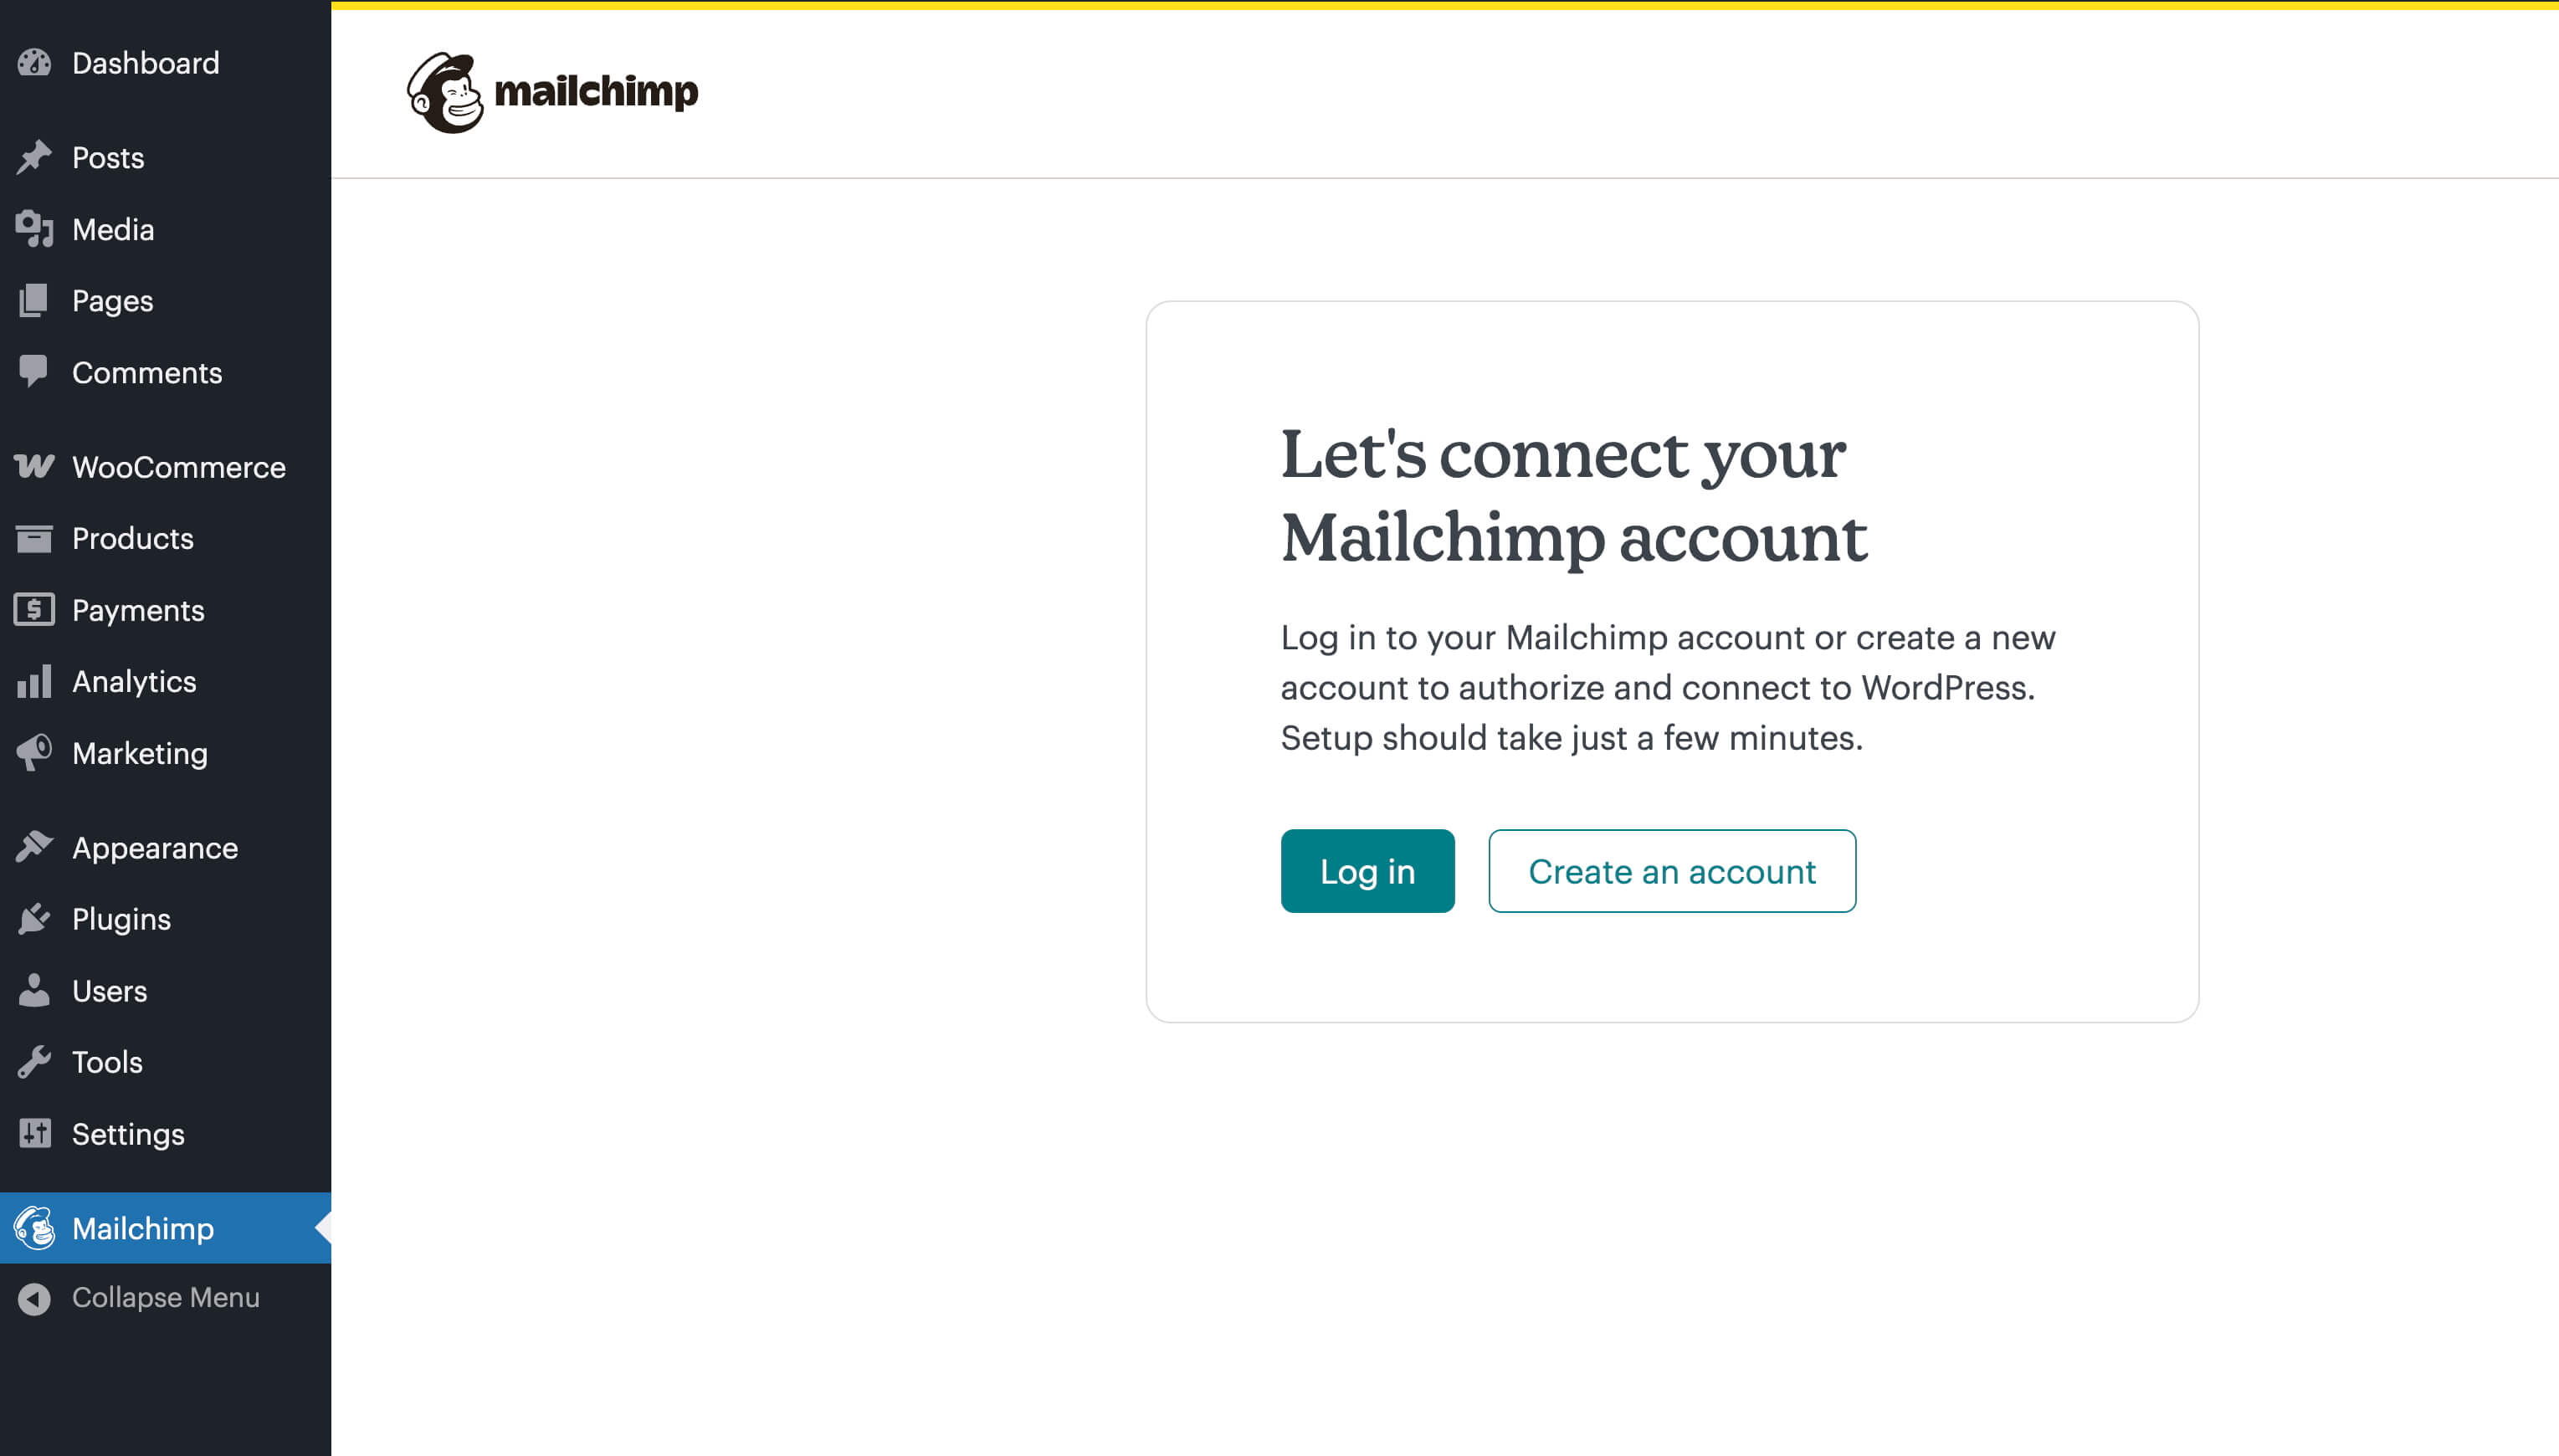 Dashboard
Posts
Media
Pages
Comments
WooCommerce
Products
Payments
Analytics
Marketing
Appearance
Plugins
Users
Tools
Settings
Mailchimp
Collapse Menu
mailchimp
Let's connect your
Mailchimp account
Log in to your Mailchimp account or create a new
account to authorize and connect to WordPress.
Setup should take just a few minutes.
Log in
Create an account